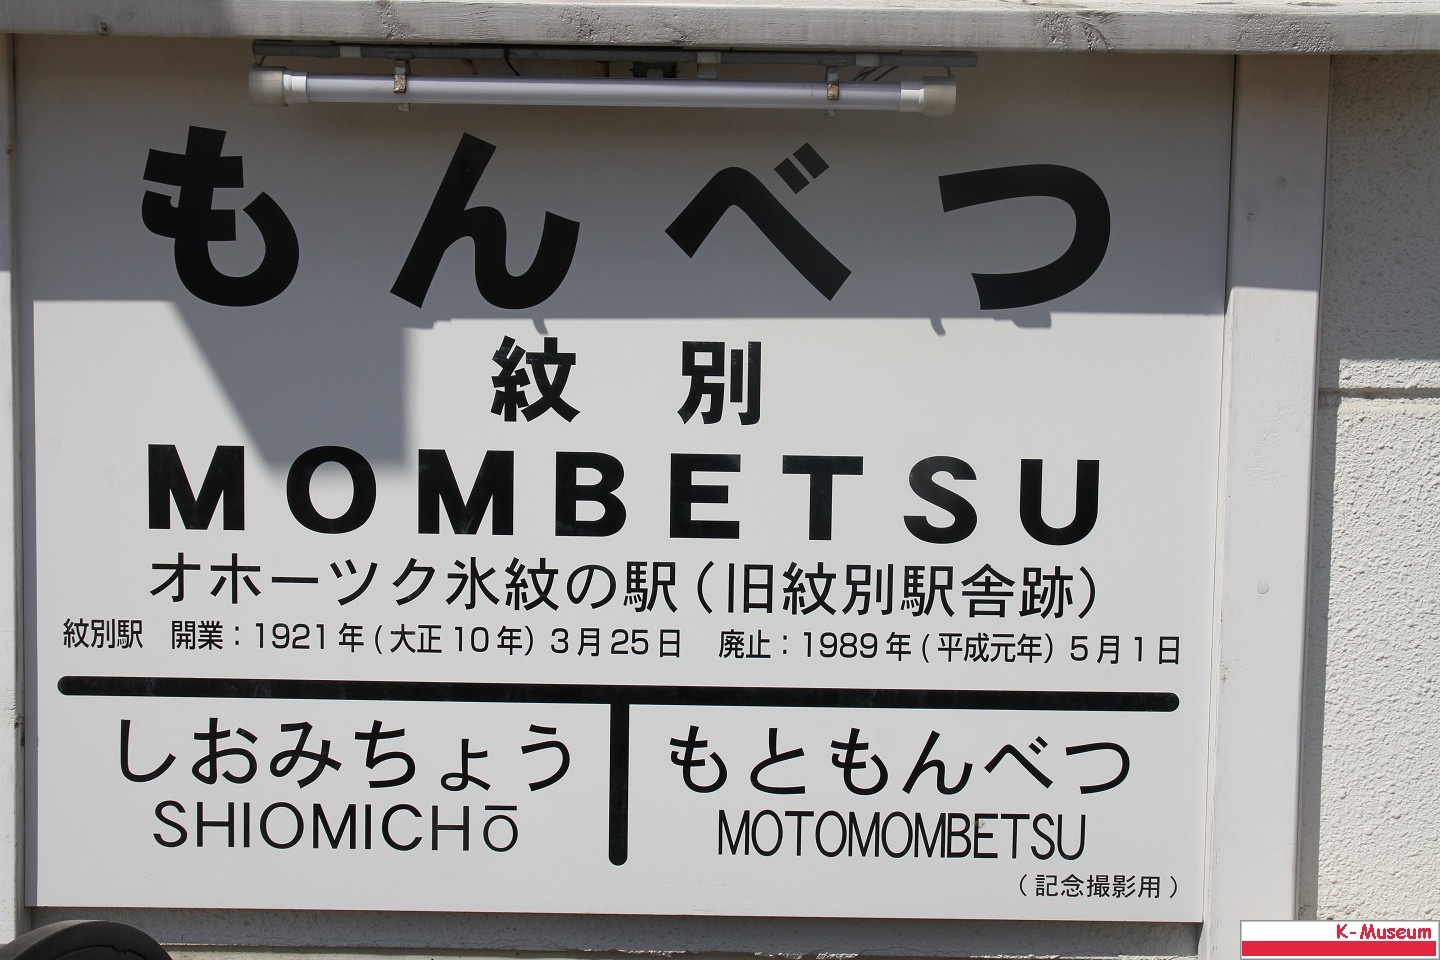 もんべつ
紋別
MOMBETSU
オホーツク氷紋の駅(旧紋別駅舎跡)
紋別駅 開業：1921年(大正10年) 3月25日 廃止：1989年(平成元年) 5月1日
しおみちょう
SHIOMICHō
もともんべつ
MOTOMOMBETSU
(記念撮影用)
K-Museum